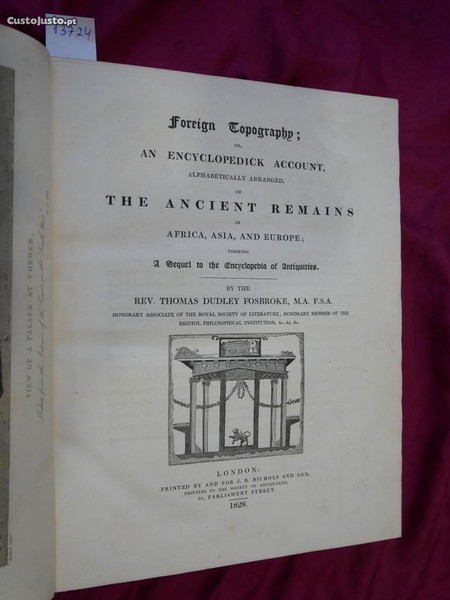 CustoJusto.pt
13724
Foreign Topography;
OR,
AN ENCYCLOPEDICK ACCOUNT,
ALPHABETICALLY ARRANGED,
OF
THE ANCIENT REMAINS
IN
AFRICA, ASIA, AND EUROPE;
FORMING
A Sequel to the Encyclopedia of Antiquities.
BY THE
REV. THOMAS DUDLEY FOSBROKE, M.A. F.S.A.
HONORARY ASSOCIATE OF THE ROYAL SOCIETY OF LITERATURE; HONORARY MEMBER OF THE
BRISTOL PHILOSOPHICAL INSTITUTION, &c. &c. &c.
LONDON:
PRINTED BY AND FOR J. B. NICHOLS AND SON,
PRINTERS TO THE SOCIETY OF ANTIQUARIES,
25, PARLIAMENT STREET.
1828.
VIEW OF A PALACE AT THEBES.